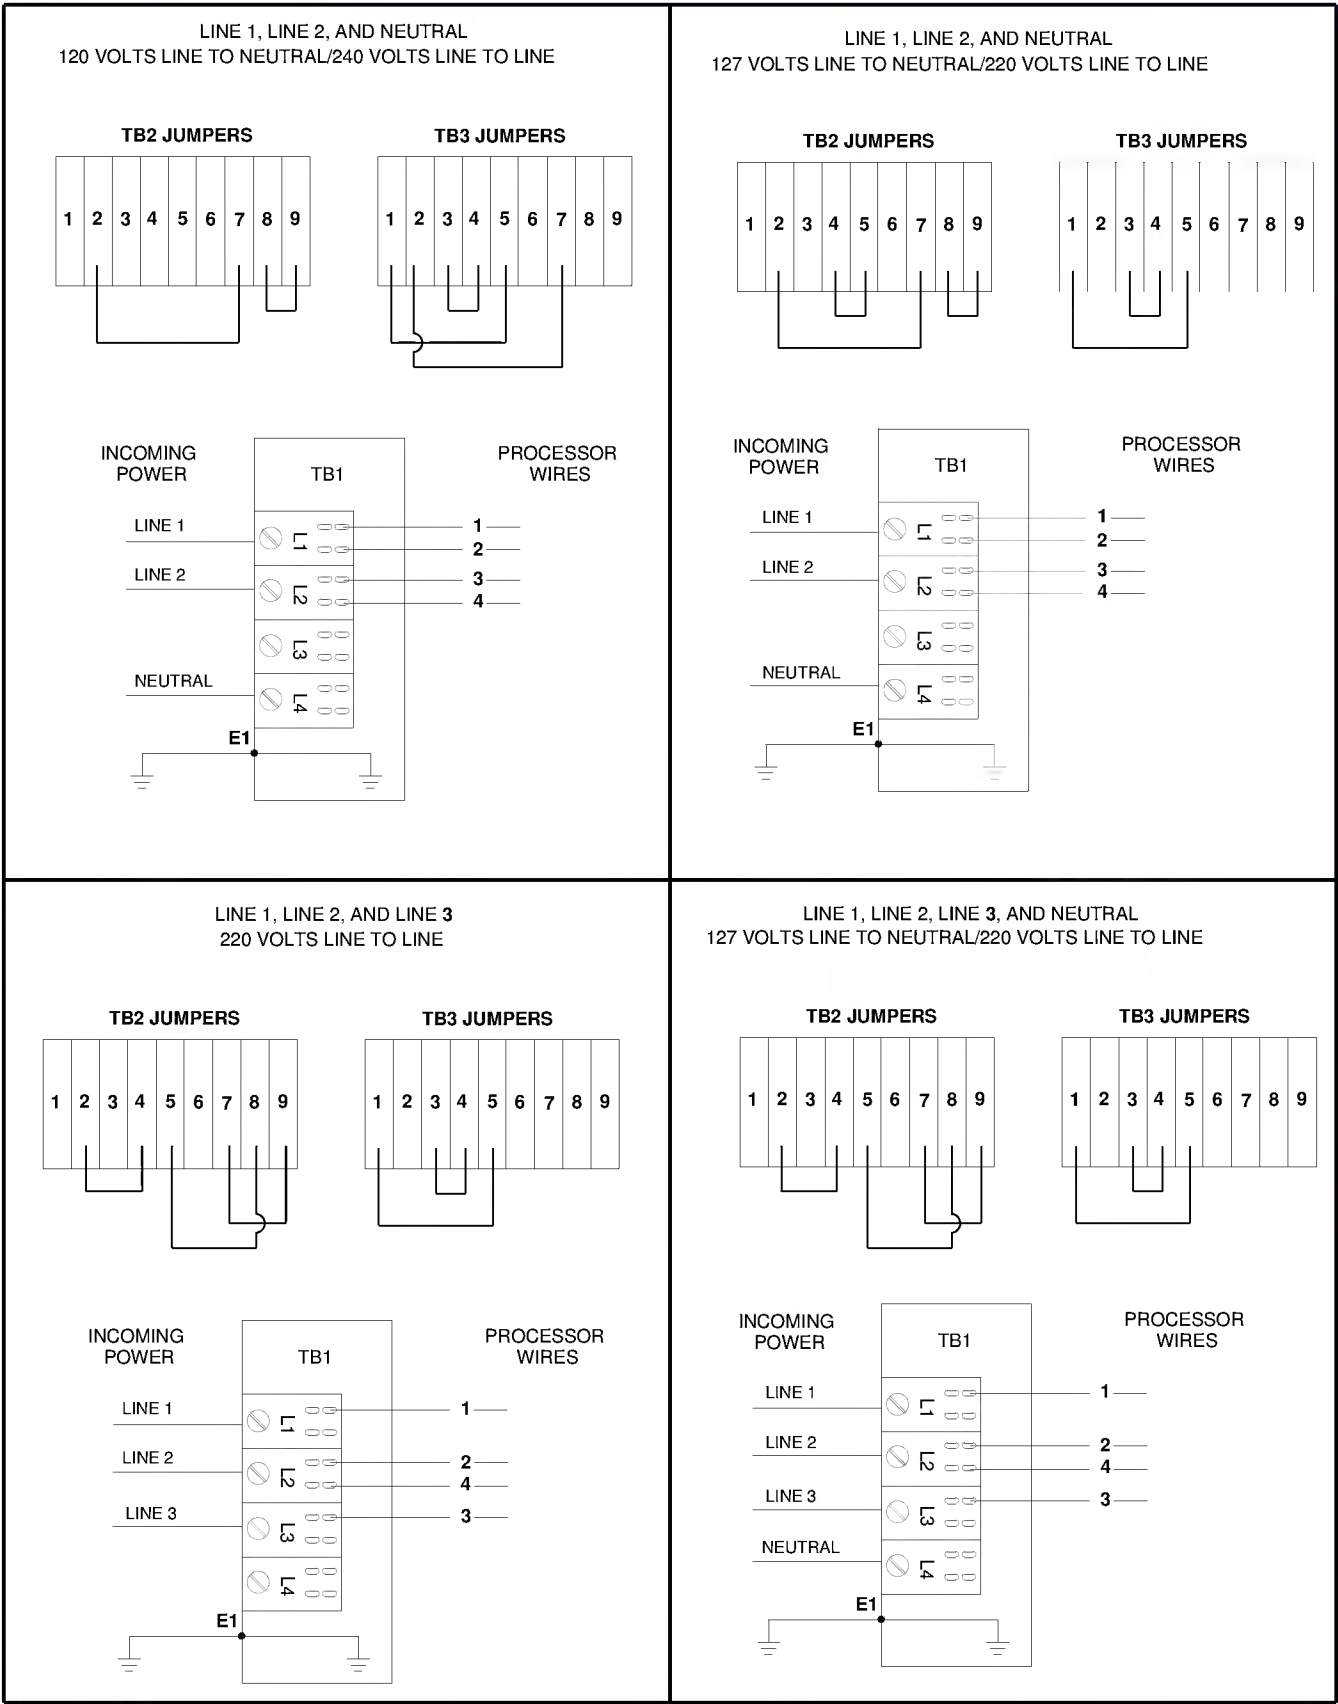 LINE 1, LINE 2, AND NEUTRAL
120 VOLTS LINE TO NEUTRAL/240 VOLTS LINE TO LINE
TB2 JUMPERS
1 2 3 4 5 6 7 8 9
TB3 JUMPERS
1 2 3 4 5 6 7 8 9
INCOMING
POWER
TB1
PROCESSOR
WIRES
LINE 1
L1
1
2
LINE 2
L2
3
4
L3
NEUTRAL
L4
E1
LINE 1, LINE 2, AND NEUTRAL
127 VOLTS LINE TO NEUTRAL/220 VOLTS LINE TO LINE
TB2 JUMPERS
1 2 3 4 5 6 7 8 9
TB3 JUMPERS
1 2 3 4 5 6 7 8 9
INCOMING
POWER
TB1
PROCESSOR
WIRES
LINE 1
L1
1
2
LINE 2
L2
3
4
L3
NEUTRAL
L4
E1
LINE 1, LINE 2, AND LINE 3
220 VOLTS LINE TO LINE
TB2 JUMPERS
1 2 3 4 5 6 7 8 9
TB3 JUMPERS
1 2 3 4 5 6 7 8 9
INCOMING
POWER
TB1
PROCESSOR
WIRES
LINE 1
L1
1
LINE 2
L2
2
4
LINE 3
L3
3
L4
E1
LINE 1, LINE 2, LINE 3, AND NEUTRAL
127 VOLTS LINE TO NEUTRAL/220 VOLTS LINE TO LINE
TB2 JUMPERS
1 2 3 4 5 6 7 8 9
TB3 JUMPERS
1 2 3 4 5 6 7 8 9
INCOMING
POWER
TB1
PROCESSOR
WIRES
LINE 1
L1
1
LINE 2
L2
2
4
LINE 3
L3
3
NEUTRAL
L4
E1